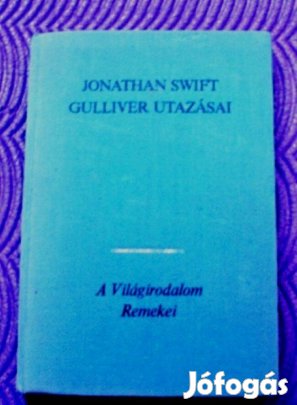 JONATHAN SWIFT
GULLIVER UTAZÁSAI
A Világirodalom
Remekei
Jófogás